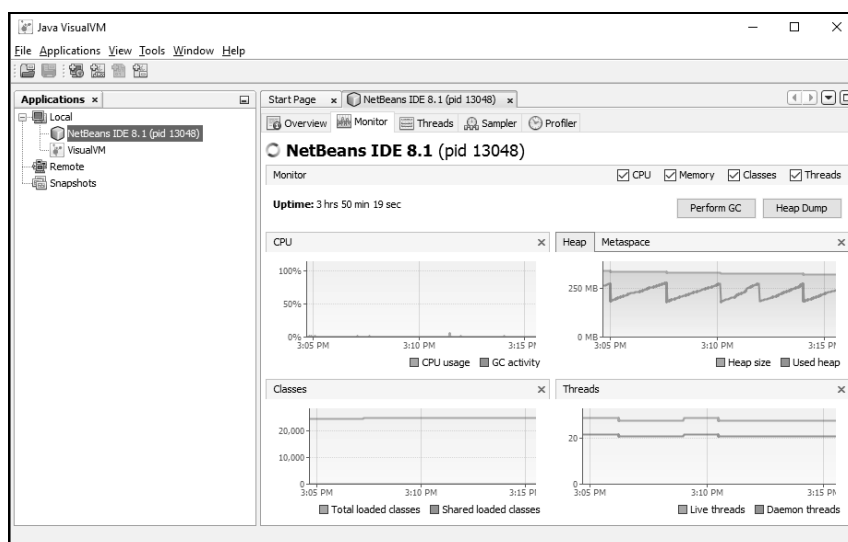 Java VisualVM
File Applications View Tools Window Help
Applications
Local
NetBeans IDE 8.1 (pid 13048)
VisualVM
Remote
Snapshots
Start Page NetBeans IDE 8.1 (pid 13048)
Overview Monitor Threads Sampler Profiler
NetBeans IDE 8.1 (pid 13048)
Monitor CPU Memory Classes Threads
Uptime: 3 hrs 50 min 19 sec Perform GC Heap Dump
CPU
100%
50%
0%
3:05 PM 3:10 PM 3:15 P
CPU usage GC activity
Heap Metaspace
250 MB
0 MB
3:05 PM 3:10 PM 3:15 P
Heap size Used heap
Classes
20,000
10,000
0
3:05 PM 3:10 PM 3:15 P
Total loaded classes Shared loaded classes
Threads
20
0
3:05 PM 3:10 PM 3:15 P
Live threads Daemon threads